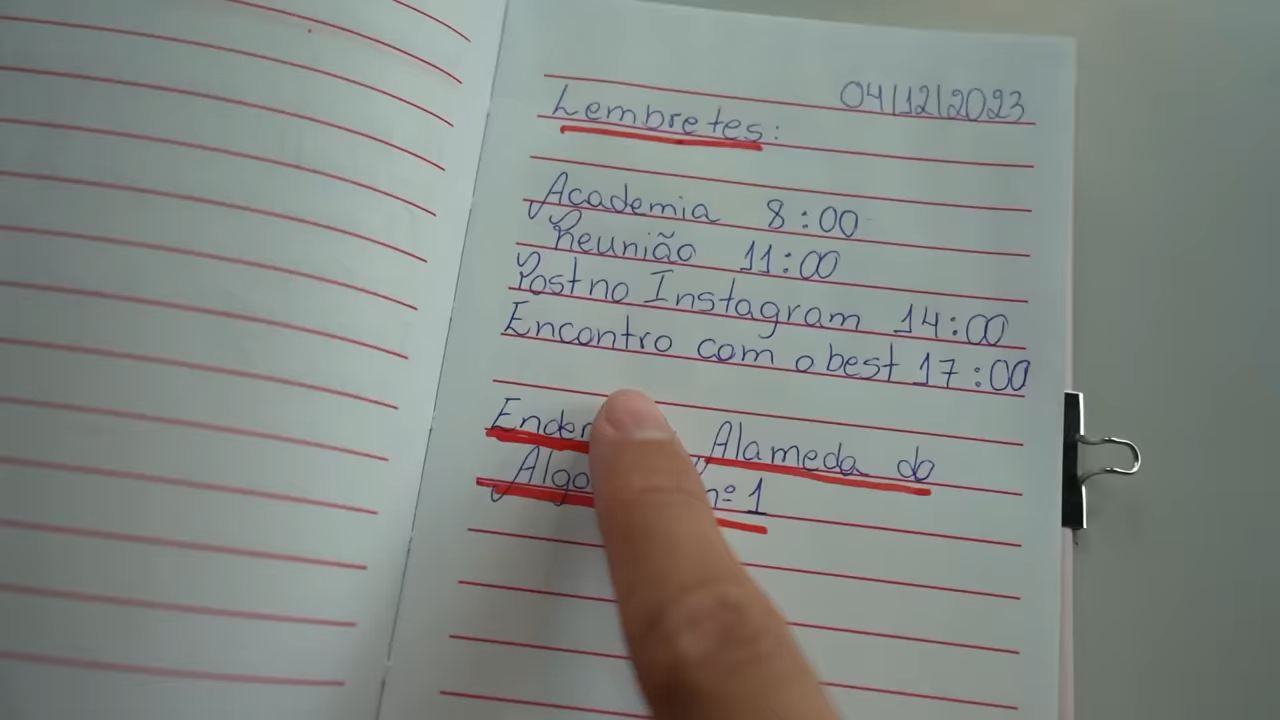 04/12/2023
Lembretes:
Academia 8:00
Reunião 11:00
Post no Instagram 14:00
Encontro com o best 17:00
Alameda do
nº 1